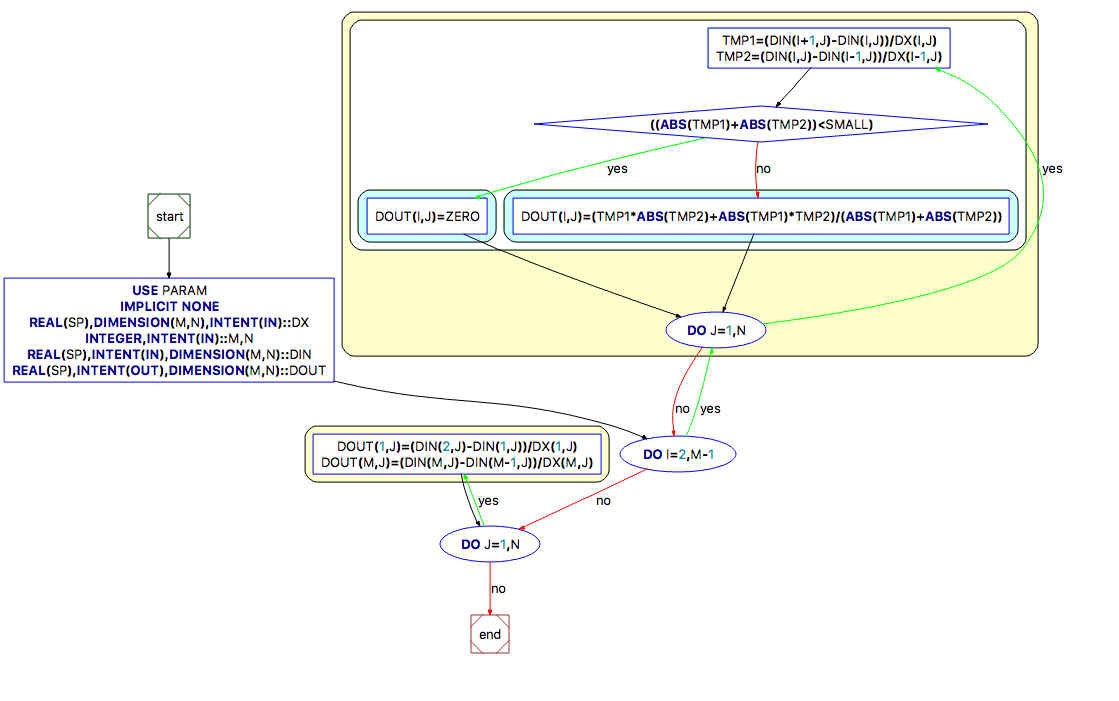 TMP1=(DIN(I+1,J)-DIN(I,J))/DX(I,J)
TMP2=(DIN(I,J)-DIN(I-1,J))/DX(I-1,J)
((ABS(TMP1)+ABS(TMP2))<SMALL)
yes
no
yes
DOUT(I,J)=ZERO
DOUT(I,J)=(TMP1*ABS(TMP2)+ABS(TMP1)*TMP2)/(ABS(TMP1)+ABS(TMP2))
start
USE PARAM
IMPLICIT NONE
REAL(SP),DIMENSION(M,N),INTENT(IN)::DX
INTEGER,INTENT(IN)::M,N
REAL(SP),INTENT(IN),DIMENSION(M,N)::DIN
REAL(SP),INTENT(OUT),DIMENSION(M,N)::DOUT
DO J=1,N
no
yes
DOUT(1,J)=(DIN(2,J)-DIN(1,J))/DX(1,J)
DOUT(M,J)=(DIN(M,J)-DIN(M-1,J))/DX(M,J)
DO I=2,M-1
yes
no
DO J=1,N
no
end